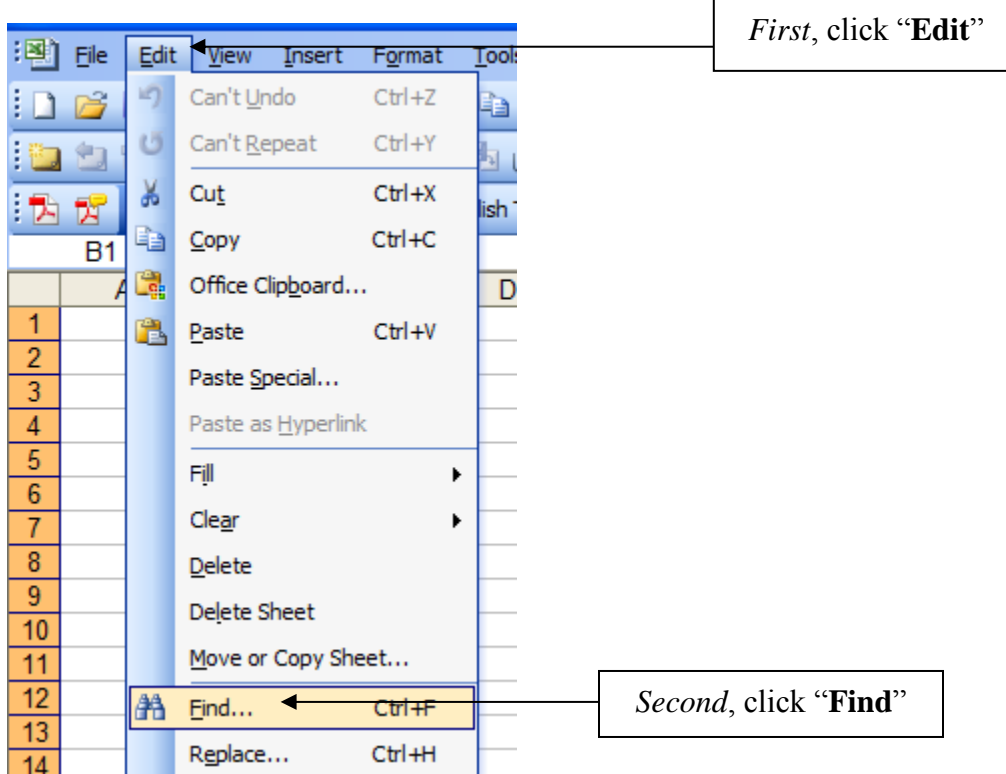 First, click “Edit”
File Edit View Insert Format Tools
Can't Undo Ctrl+Z
Can't Repeat Ctrl+Y
Cut Ctrl+X
lish
B1
Copy Ctrl+C
Office Clipboard...
D
1
Paste Ctrl+V
2
Paste Special...
3
4
Paste as Hyperlink
5
Fill
6
7
Clear
8
Delete
9
Delete Sheet
10
11
Move or Copy Sheet...
12
Find... Ctrl+F
Second, click “Find”
13
Replace... Ctrl+H
14